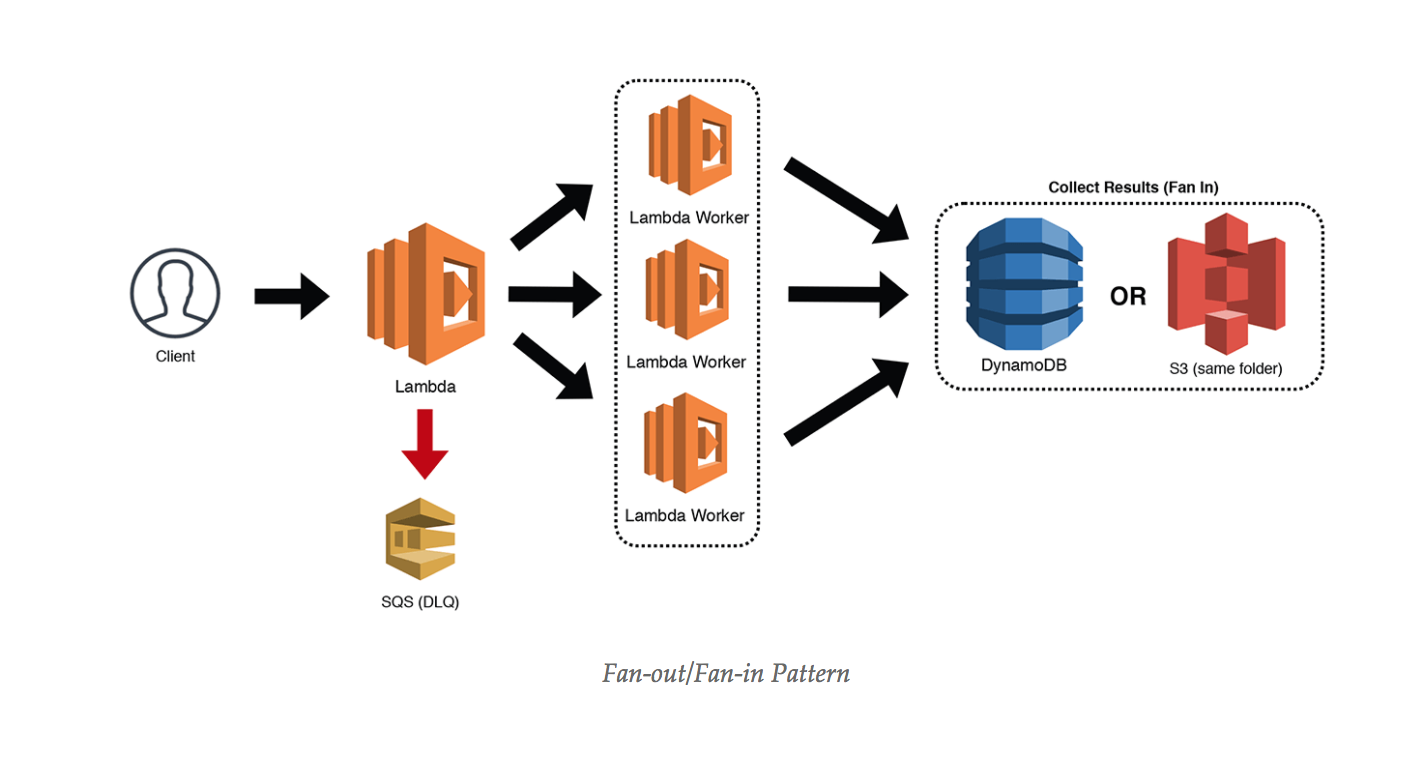 Client
Lambda
SQS (DLQ)
Lambda Worker
Lambda Worker
Lambda Worker
Collect Results (Fan In)
DynamoDB
OR
S3 (same folder)
Fan-out/Fan-in Pattern